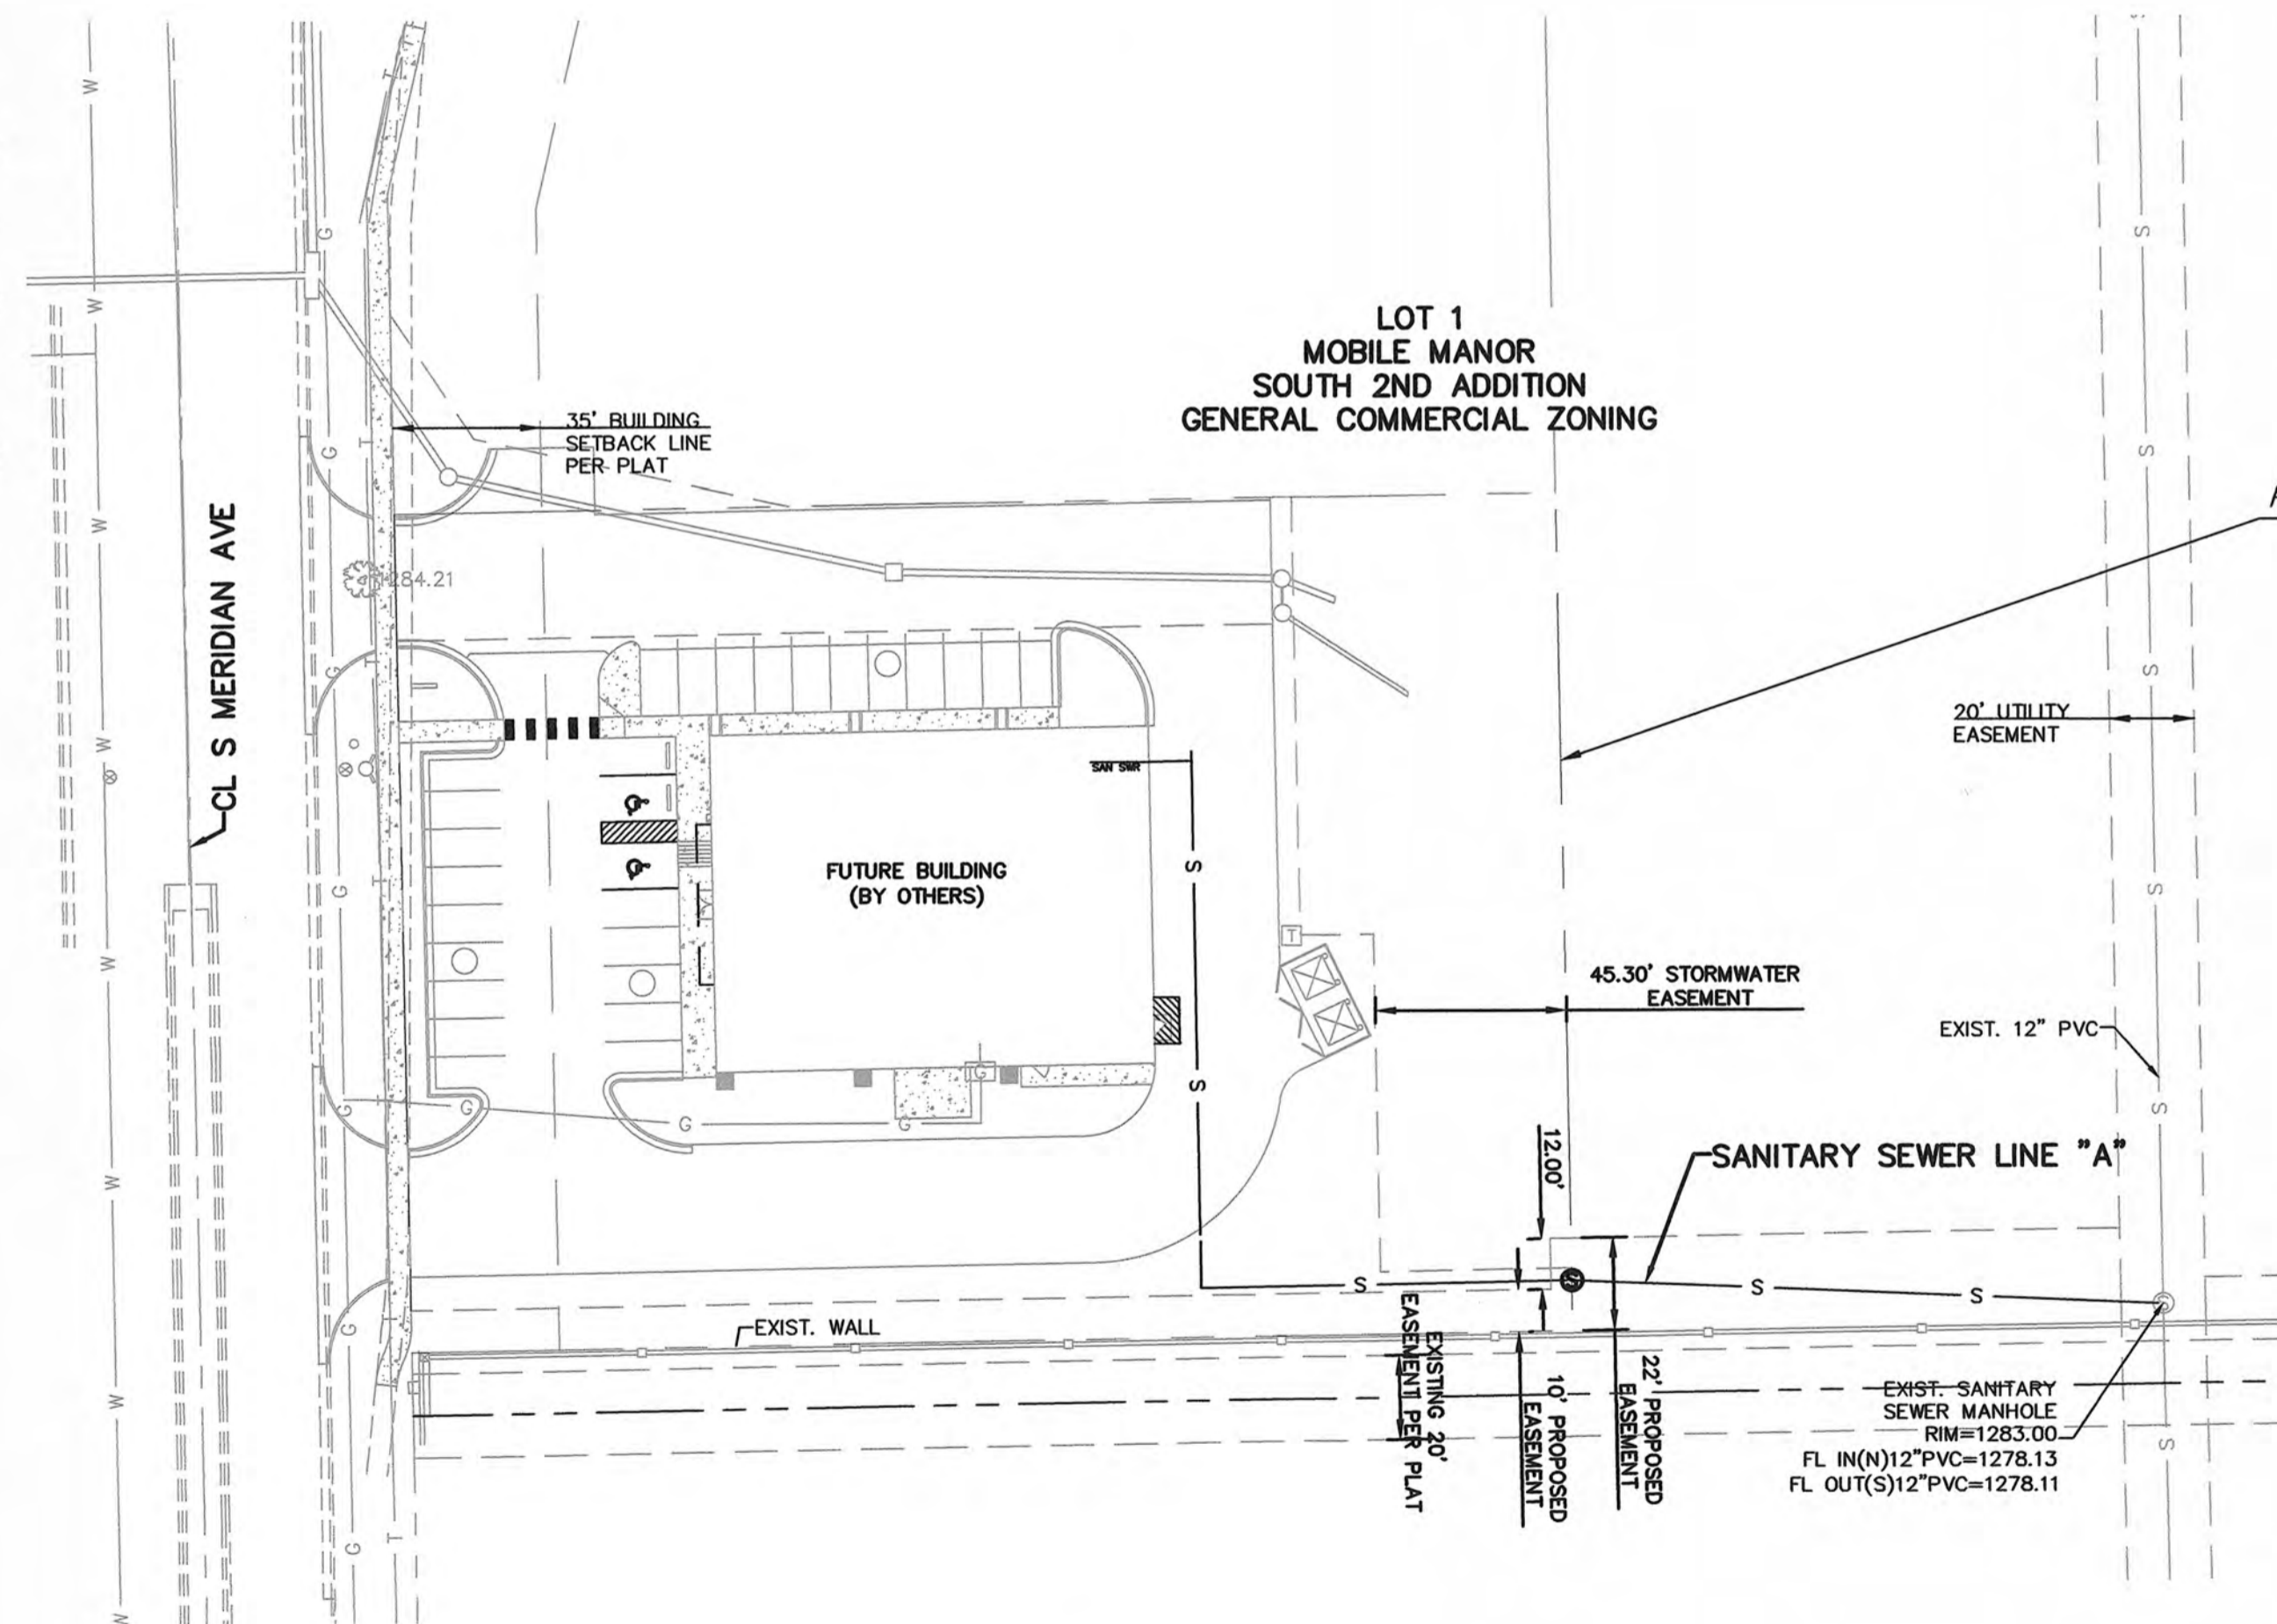 LOT 1
MOBILE MANOR
SOUTH 2ND ADDITION
GENERAL COMMERCIAL ZONING
35' BUILDING
SETBACK LINE
PER PLAT
CL S MERIDIAN AVE
1284.21
A
20' UTILITY
EASEMENT
SAN SWR
FUTURE BUILDING
(BY OTHERS)
45.30' STORMWATER
EASEMENT
EXIST. 12" PVC
12.00'
SANITARY SEWER LINE "A"
EXIST. WALL
EXISTING 20'
EASEMENT PER PLAT
10' PROPOSED
EASEMENT
22' PROPOSED
EASEMENT
EXIST. SANITARY
SEWER MANHOLE
RIM=1283.00
FL IN(N)12"PVC=1278.13
FL OUT(S)12"PVC=1278.11
W
W
W
W
W
W
W
W
W
G
G
G
G
G
G
G
G
G
G
G
T
T
T
T
T
T
T
T
S
S
S
S
S
S
S
S
S
S
S
S